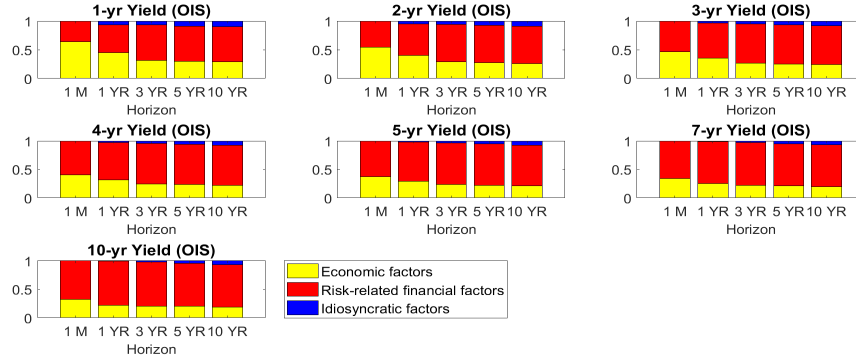 1-yr Yield (OIS)
1
0.5
0
1 M 1 YR 3 YR 5 YR 10 YR
Horizon
2-yr Yield (OIS)
1
0.5
0
1 M 1 YR 3 YR 5 YR 10 YR
Horizon
3-yr Yield (OIS)
1
0.5
0
1 M 1 YR 3 YR 5 YR 10 YR
Horizon
4-yr Yield (OIS)
1
0.5
0
1 M 1 YR 3 YR 5 YR 10 YR
Horizon
5-yr Yield (OIS)
1
0.5
0
1 M 1 YR 3 YR 5 YR 10 YR
Horizon
7-yr Yield (OIS)
1
0.5
0
1 M 1 YR 3 YR 5 YR 10 YR
Horizon
10-yr Yield (OIS)
1
0.5
0
1 M 1 YR 3 YR 5 YR 10 YR
Horizon
Economic factors
Risk-related financial factors
Idiosyncratic factors